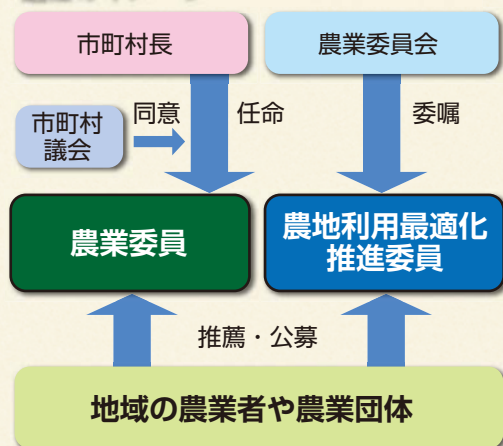 市町村長
農業委員会
市町村
議会
同意
任命
委嘱
農業委員
農地利用最適化
推進委員
推薦・公募
地域の農業者や農業団体